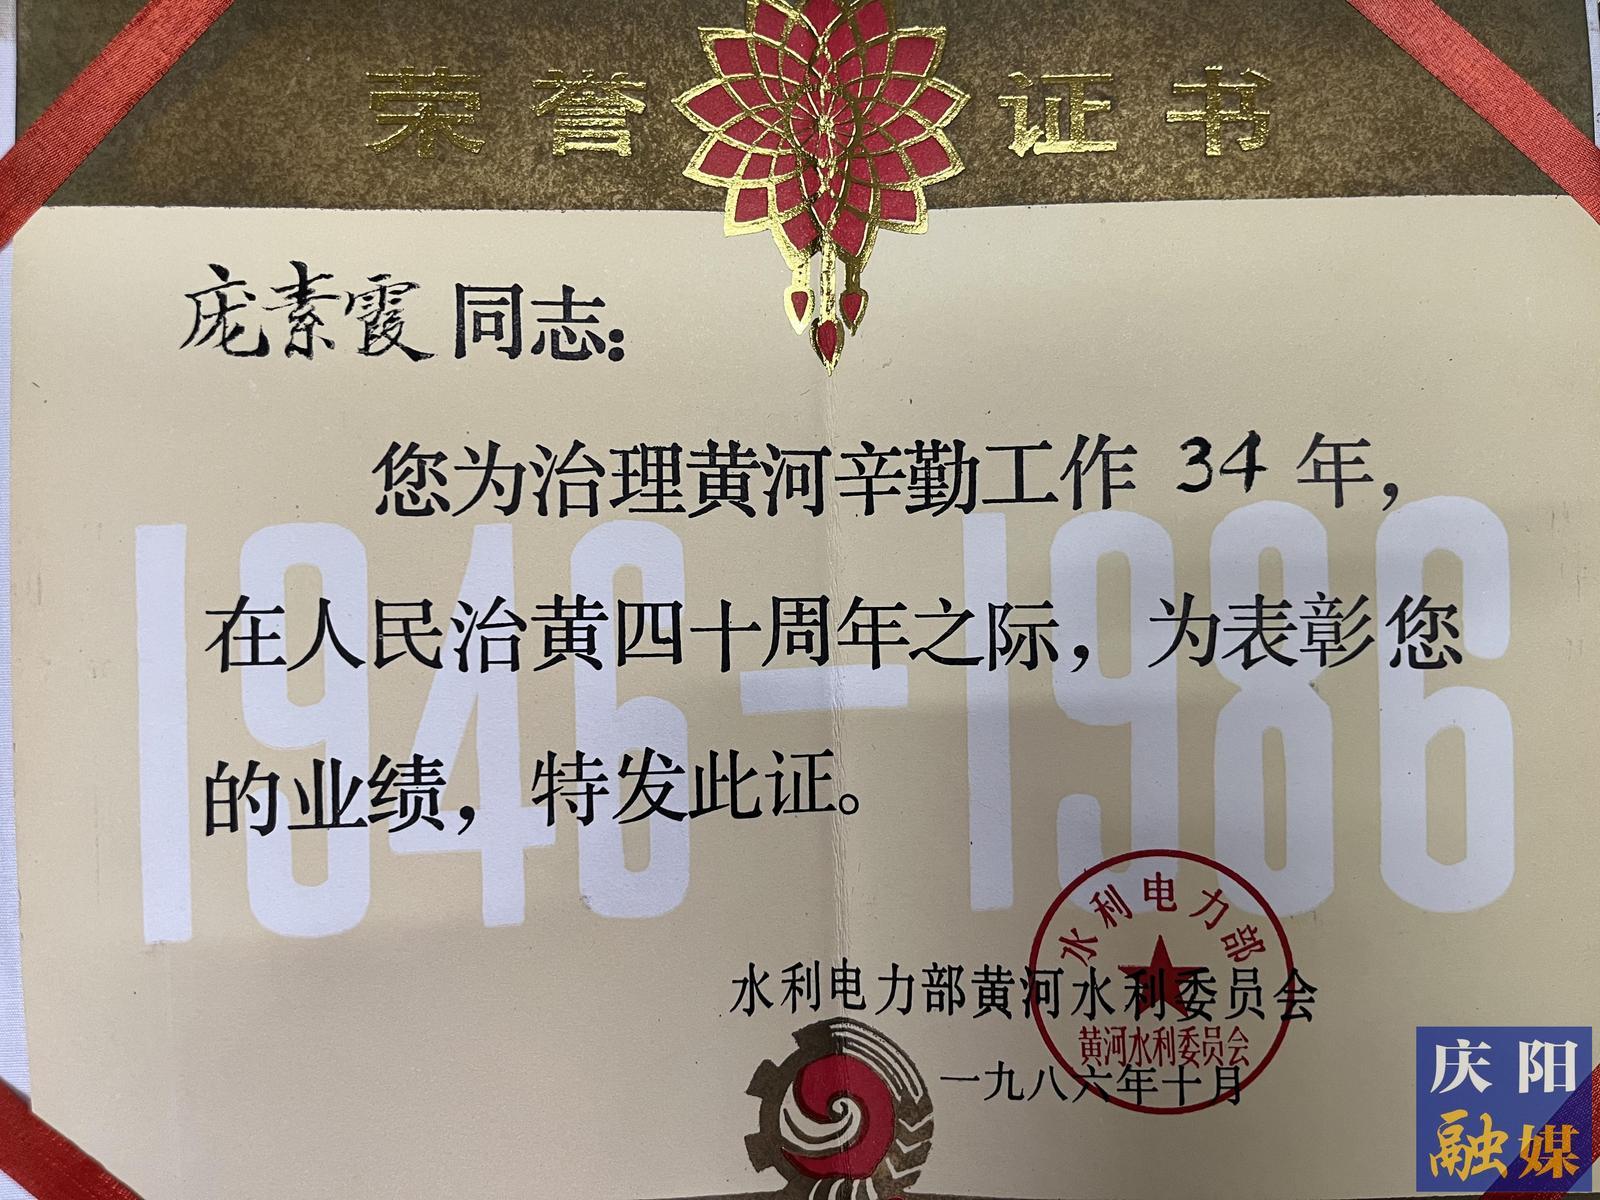 荣誉证书
庞素霞同志：
您为治理黄河辛勤工作 34 年，
1946—1986
在人民治黄四十周年之际，为表彰您
的业绩，特发此证。
水利电力部
水利电力部黄河水利委员会
黄河水利委员会
一九八六年十月
庆阳
融媒